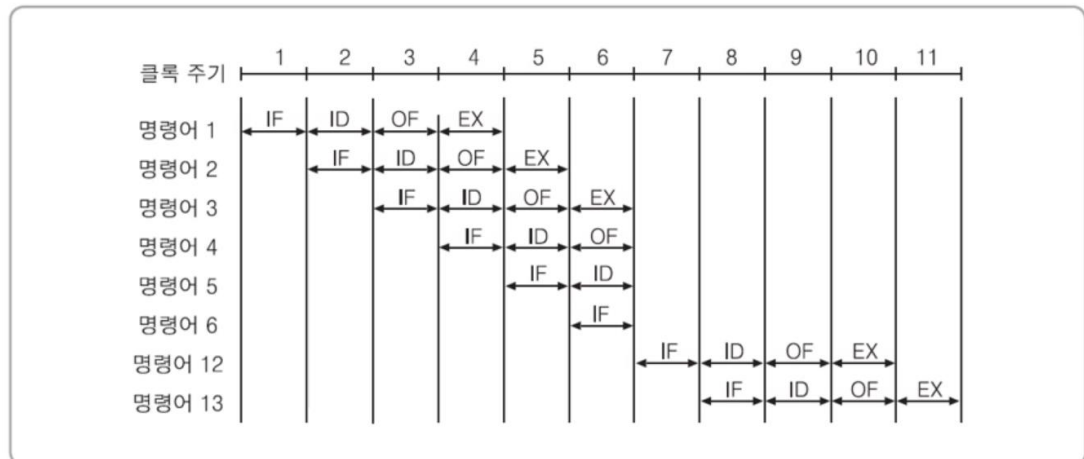 1 2 3 4 5 6 7 8 9 10 11
클록 주기
명령어 1 IF ID OF EX
명령어 2 IF ID OF EX
명령어 3 IF ID OF EX
명령어 4 IF ID OF
명령어 5 IF ID
명령어 6 IF
명령어 12 IF ID OF EX
명령어 13 IF ID OF EX